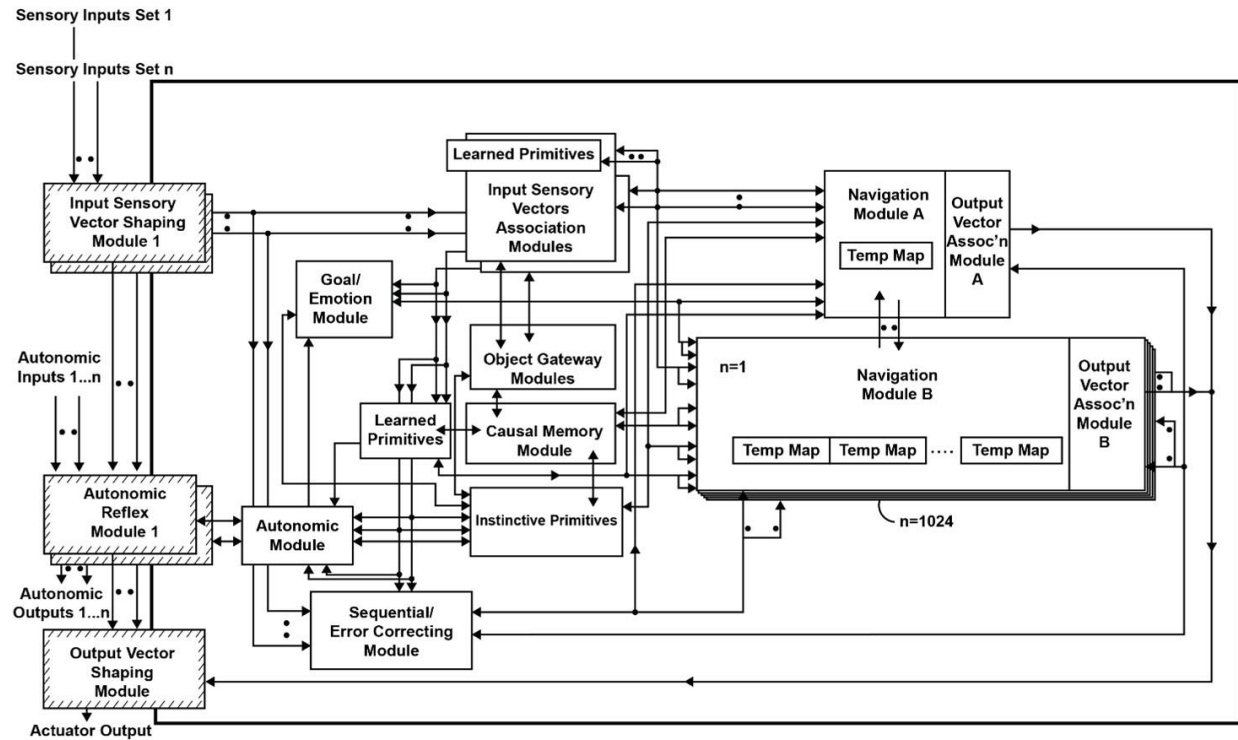 Sensory Inputs Set 1
Sensory Inputs Set n
Learned Primitives
Input Sensory
Vectors
Association
Modules
Input Sensory
Vector Shaping
Module 1
Navigation
Module A
Temp Map
Output
Vector
Assoc'n
Module
A
Goal/
Emotion
Module
Autonomic
Inputs 1...n
Object Gateway
Modules
n=1
Navigation
Module B
Output
Vector
Assoc'n
Module
B
Learned
Primitives
Causal Memory
Module
Temp Map
Temp Map
....
Temp Map
Autonomic
Reflex
Module 1
Autonomic
Module
Instinctive Primitives
n=1024
Autonomic
Outputs 1...n
Sequential/
Error Correcting
Module
Output Vector
Shaping
Module
Actuator Output